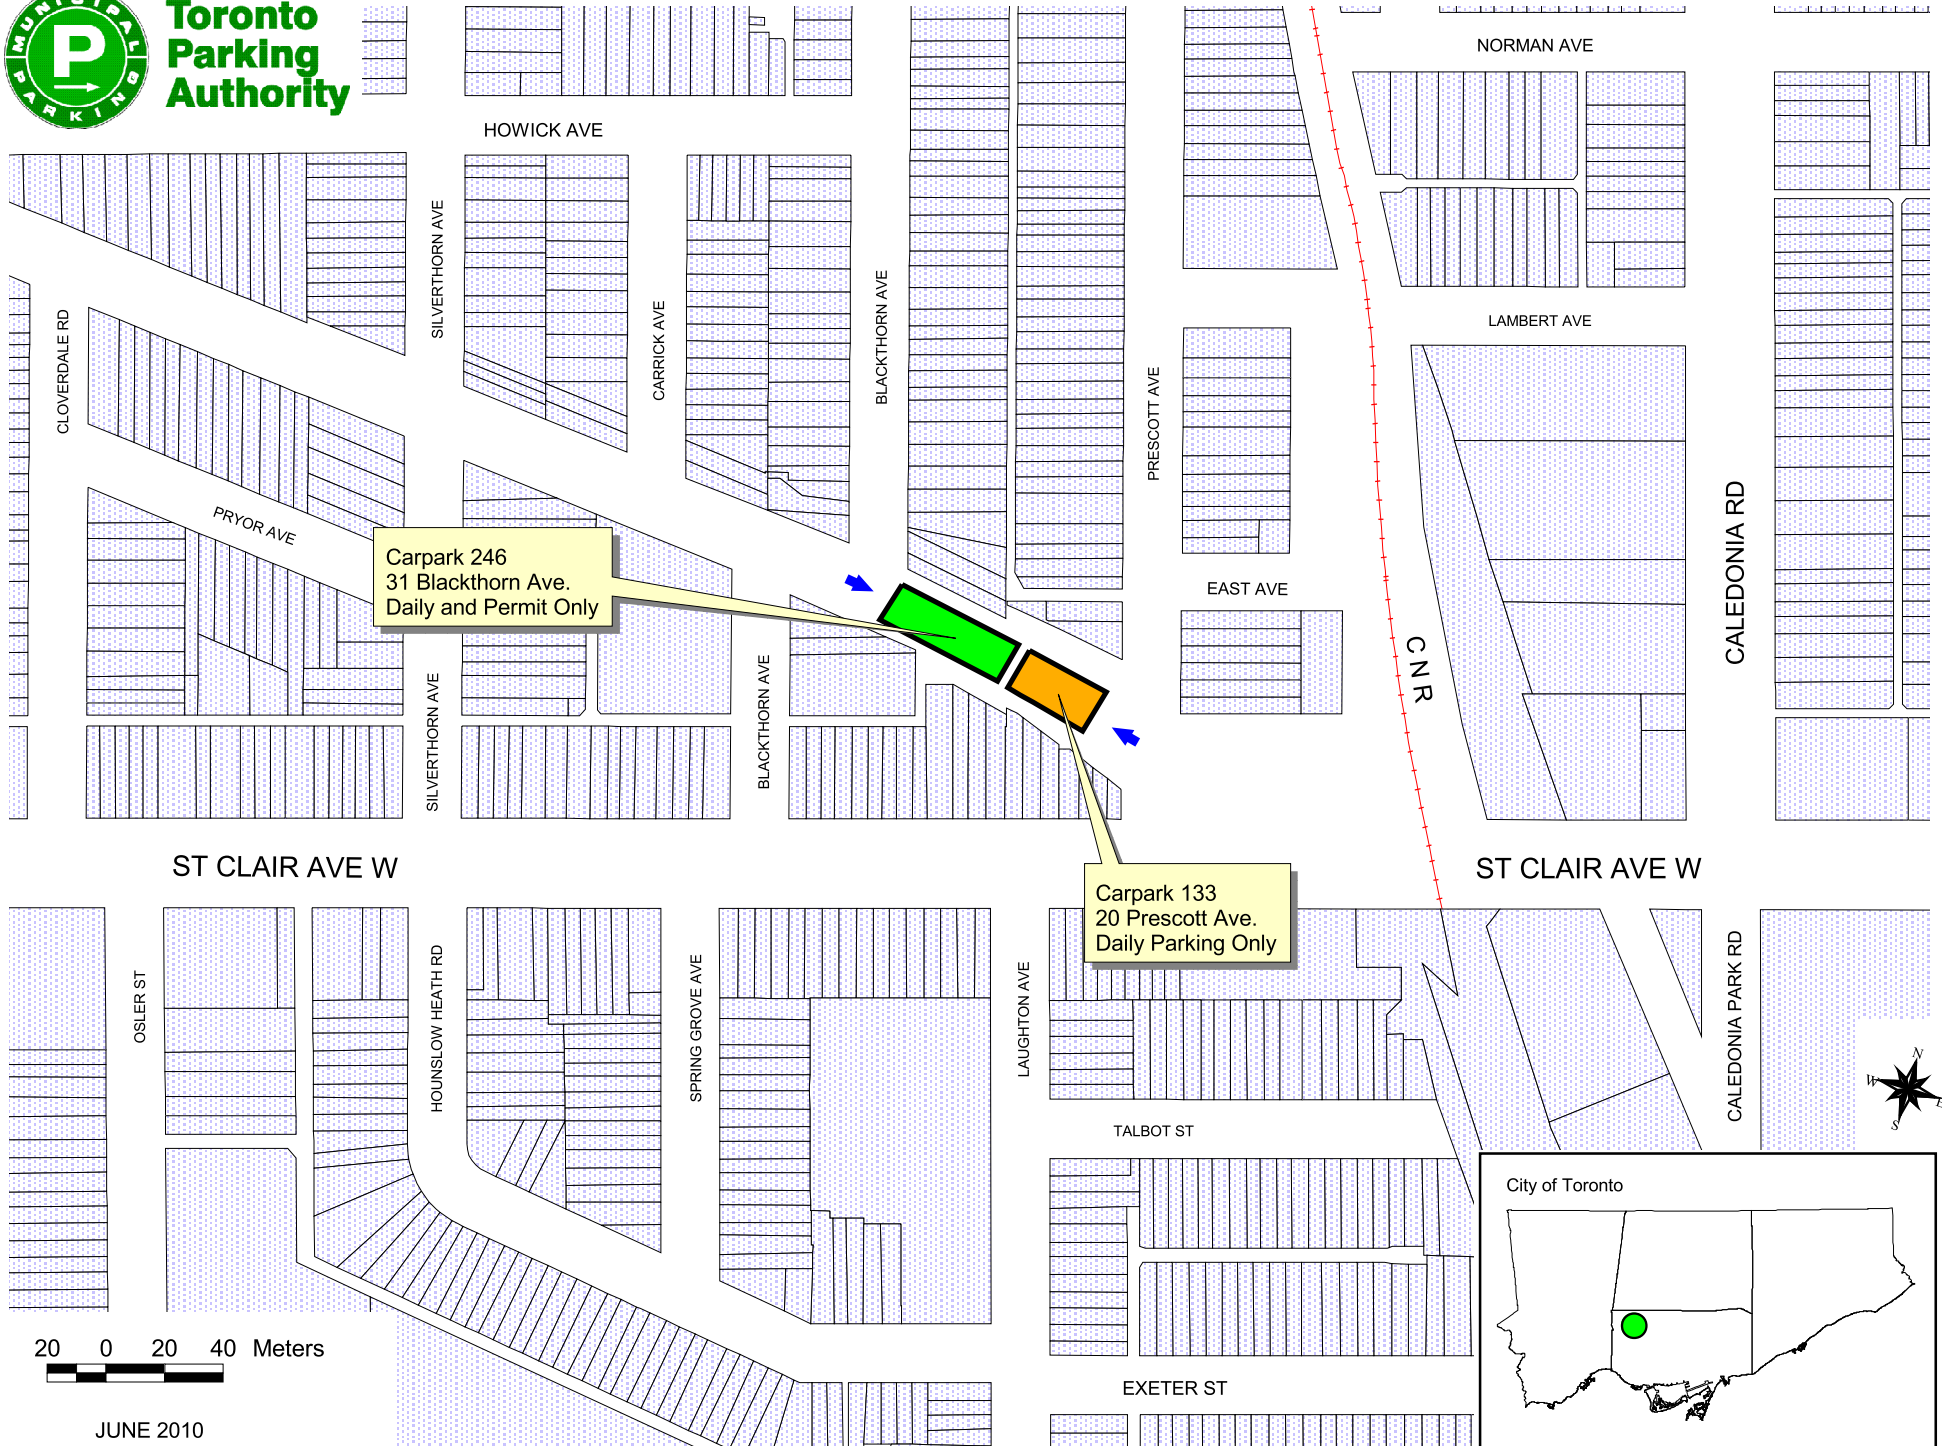 MUNICIPAL
P
PARKING
Toronto
Parking
Authority
NORMAN AVE
HOWICK AVE
SILVERTHORN AVE
CLOVERDALE RD
CARRICK AVE
BLACKTHORN AVE
LAMBERT AVE
PRESCOTT AVE
CALEDONIA RD
PRYOR AVE
Carpark 246
31 Blackthorn Ave.
Daily and Permit Only
EAST AVE
CNR
SILVERTHORN AVE
BLACKTHORN AVE
ST CLAIR AVE W
ST CLAIR AVE W
Carpark 133
20 Prescott Ave.
Daily Parking Only
OSLER ST
HOUNSLOW HEATH RD
SPRING GROVE AVE
LAUGHTON AVE
CALEDONIA PARK RD
N
W
E
S
TALBOT ST
City of Toronto
20 0 20 40 Meters
EXETER ST
JUNE 2010